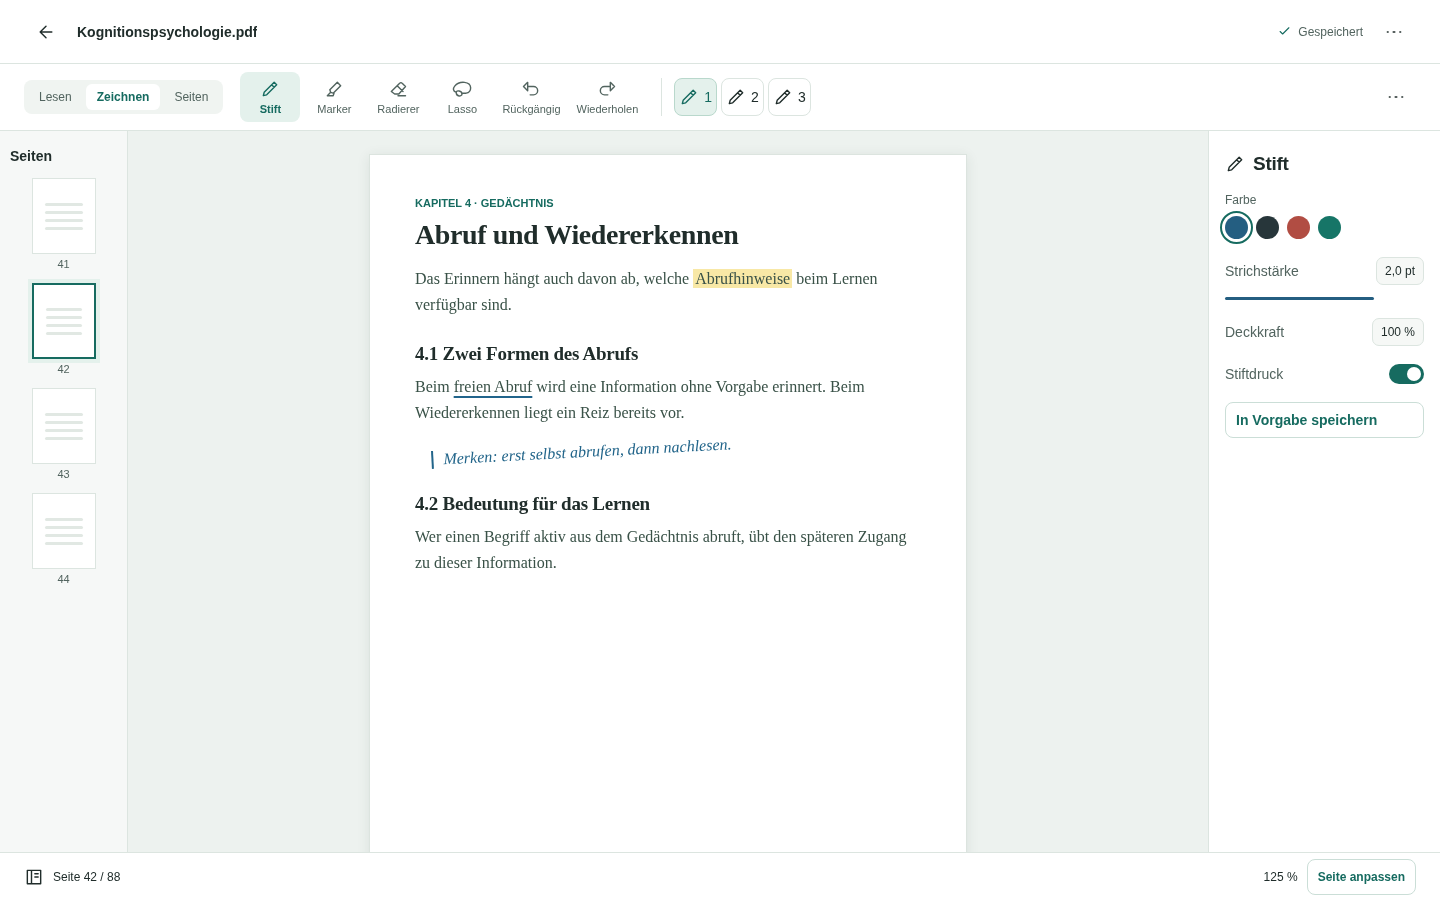 Kognitionspsychologie.pdf
Gespeichert
Lesen Zeichnen Seiten
Stift Marker Radierer Lasso Rückgängig Wiederholen
1 2 3
Seiten
41
42
43
44
KAPITEL 4 · GEDÄCHTNIS
Abruf und Wiedererkennen
Das Erinnern hängt auch davon ab, welche Abrufhinweise beim Lernen
verfügbar sind.
4.1 Zwei Formen des Abrufs
Beim freien Abruf wird eine Information ohne Vorgabe erinnert. Beim
Wiedererkennen liegt ein Reiz bereits vor.
Merken: erst selbst abrufen, dann nachlesen.
4.2 Bedeutung für das Lernen
Wer einen Begriff aktiv aus dem Gedächtnis abruft, übt den späteren Zugang
zu dieser Information.
Stift
Farbe
Strichstärke 2,0 pt
Deckkraft 100 %
Stiftdruck
In Vorgabe speichern
Seite 42 / 88
125 % Seite anpassen